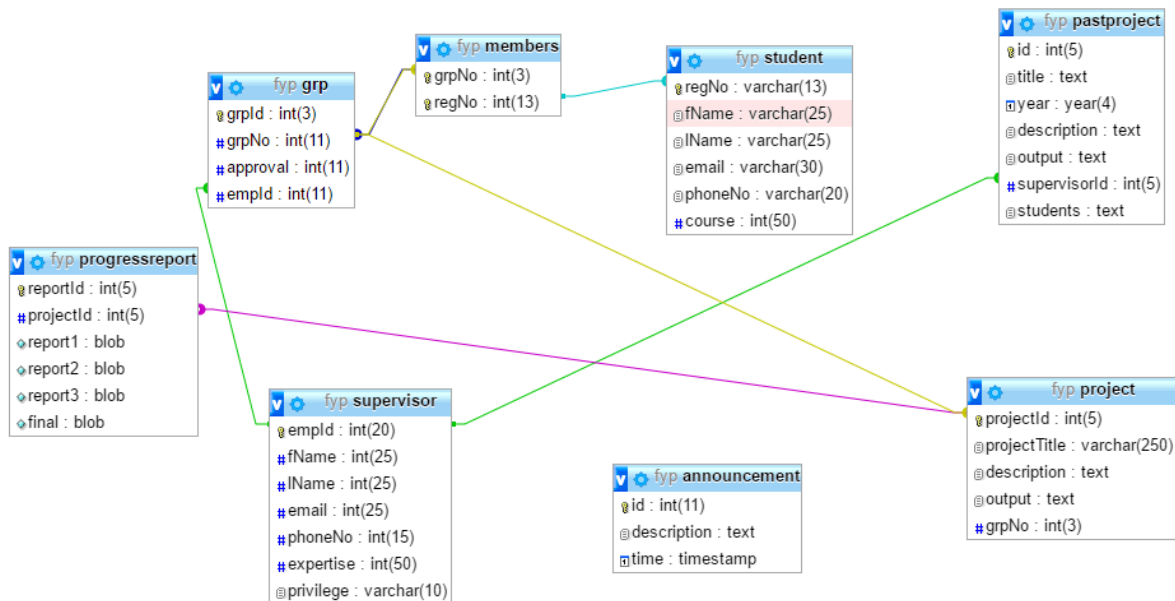 fyp pastproject
id : int(5)
title : text
year : year(4)
description : text
output : text
supervisorId : int(5)
students : text
fyp members
grpNo : int(3)
regNo : int(13)
fyp student
regNo : varchar(13)
fName : varchar(25)
lName : varchar(25)
email : varchar(30)
phoneNo : varchar(20)
course : int(50)
fyp grp
grpId : int(3)
grpNo : int(11)
approval : int(11)
empId : int(11)
fyp progressreport
reportId : int(5)
projectId : int(5)
report1 : blob
report2 : blob
report3 : blob
final : blob
fyp supervisor
empId : int(20)
fName : int(25)
lName : int(25)
email : int(25)
phoneNo : int(15)
expertise : int(50)
privilege : varchar(10)
fyp announcement
id : int(11)
description : text
time : timestamp
fyp project
projectId : int(5)
projectTitle : varchar(250)
description : text
output : text
grpNo : int(3)